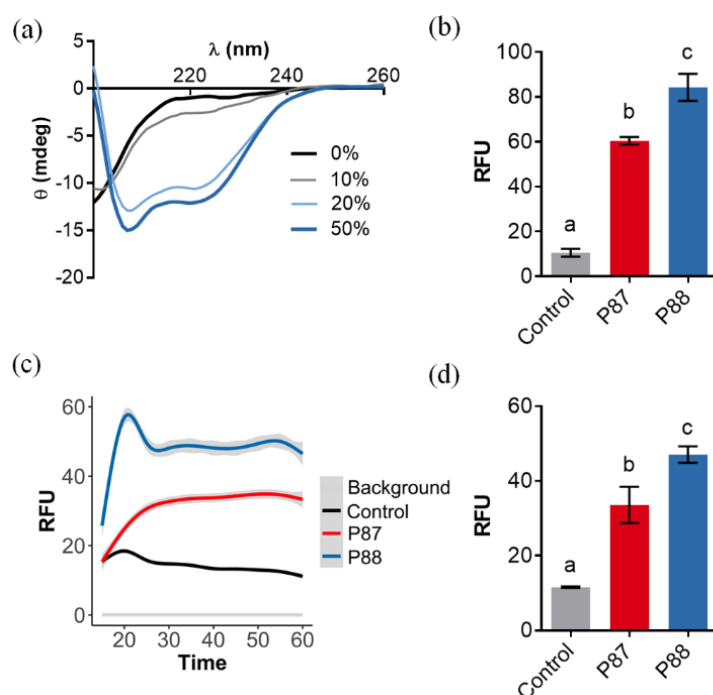 (a)
λ (nm)
220
240
260
0
-5
-10
-15
-20
θ (mdeg)
0%
10%
20%
50%
(b)
100
80
60
40
20
0
RFU
a
b
c
Control
P87
P88
(c)
60
40
20
0
RFU
20
30
40
50
60
Time
Background
Control
P87
P88
(d)
60
40
20
0
RFU
a
b
c
Control
P87
P88